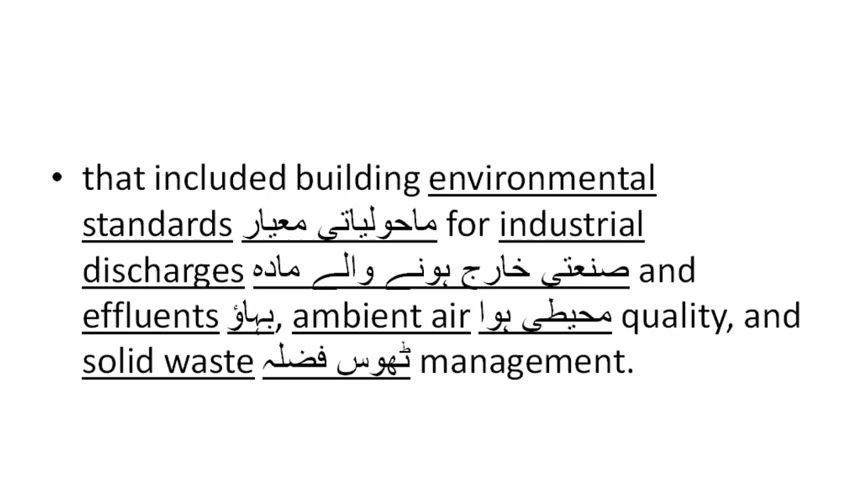 • that included building environmental
standards ماحولیاتی معیار for industrial
discharges صنعتی خارج ہونے والے مادہ and
effluents بہاؤ, ambient air محیطی ہوا quality, and
solid waste ٹھوس فضلہ management.